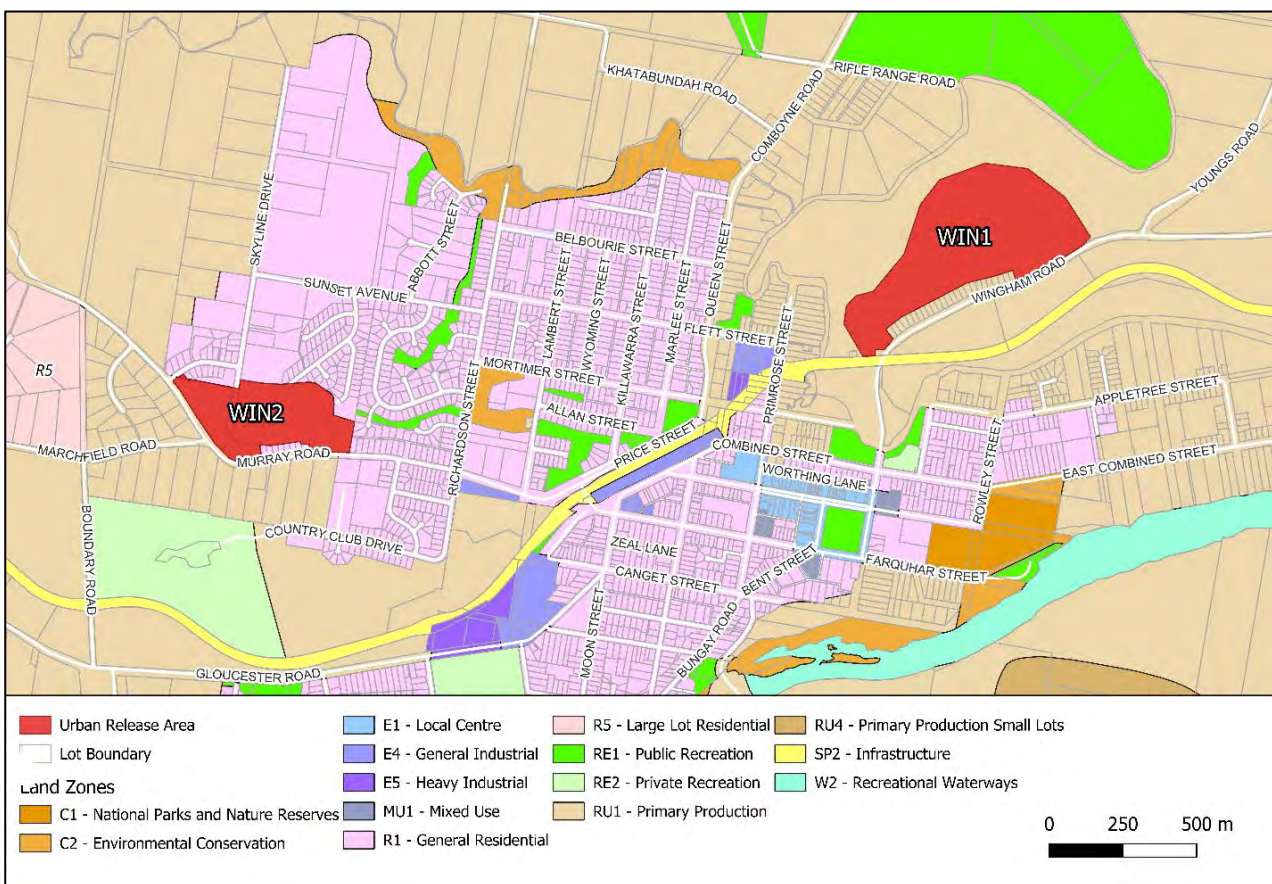 KHATABUNDAH ROAD
COMBOYNE ROAD
RIFLE RANGE ROAD
YOUNGS ROAD
SKYLINE DRIVE
ABBOTT STREET
BELBOURIE STREET
QUEEN STREET
WIN1
WINGHAM ROAD
SUNSET AVENUE
LAMBERT STREET
WYOMING STREET
KILLAWARRA STREET
MARLEE STREET
FLETT STREET
PRIMROSE STREET
R5
MORTIMER STREET
WIN2
ALLAN STREET
APPLETREE STREET
MARCHFIELD ROAD
MURRAY ROAD
RICHARDSON STREET
PRICE STREET
COMBINED STREET
WORTHING LANE
ROWLEY STREET
EAST COMBINED STREET
BOUNDARY ROAD
COUNTRY CLUB DRIVE
ZEAL LANE
CANGET STREET
BENT STREET
FARQUHAR STREET
MOON STREET
BUNGAY ROAD
GLOUCESTER ROAD
Urban Release Area
Lot Boundary
Land Zones
C1 - National Parks and Nature Reserves
C2 - Environmental Conservation
E1 - Local Centre
E4 - General Industrial
E5 - Heavy Industrial
MU1 - Mixed Use
R1 - General Residential
R5 - Large Lot Residential
RE1 - Public Recreation
RE2 - Private Recreation
RU1 - Primary Production
RU4 - Primary Production Small Lots
SP2 - Infrastructure
W2 - Recreational Waterways
0 250 500 m